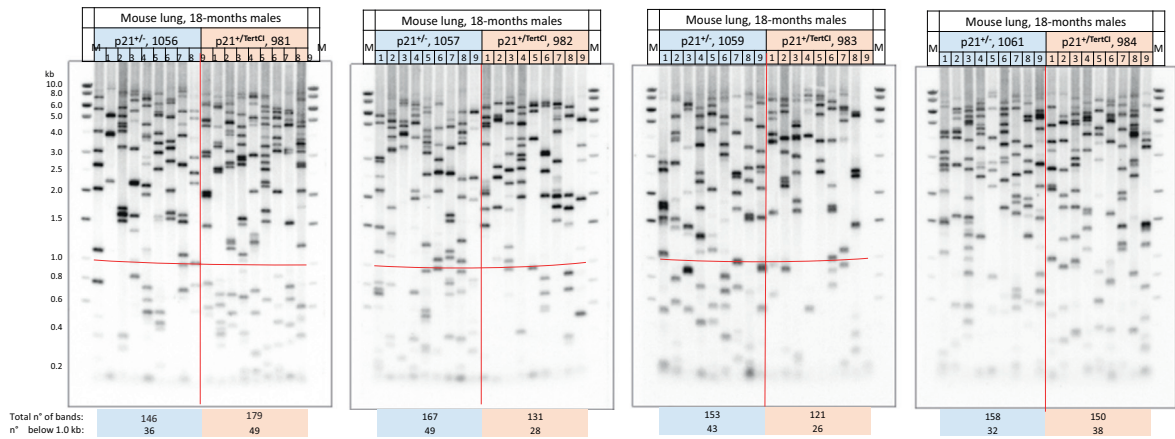 Mouse lung, 18-months males
p21+/-, 1056 p21+/TertCI, 981
M 1 2 3 4 5 6 7 8 9 1 2 3 4 5 6 7 8 9 M
kb
10.0
8.0
6.0
5.0
4.0
3.0
2.5
2.0
1.5
1.0
0.8
0.6
0.4
0.2
Mouse lung, 18-months males
p21+/-, 1057 p21+/TertCI, 982
M 1 2 3 4 5 6 7 8 9 1 2 3 4 5 6 7 8 9 M
Mouse lung, 18-months males
p21+/-, 1059 p21+/TertCI, 983
M 1 2 3 4 5 6 7 8 9 1 2 3 4 5 6 7 8 9 M
Mouse lung, 18-months males
p21+/-, 1061 p21+/TertCI, 984
M 1 2 3 4 5 6 7 8 9 1 2 3 4 5 6 7 8 9 M
Total n° of bands: 146 179 167 131 153 121 158 150
n° below 1.0 kb: 36 49 49 28 43 26 32 38